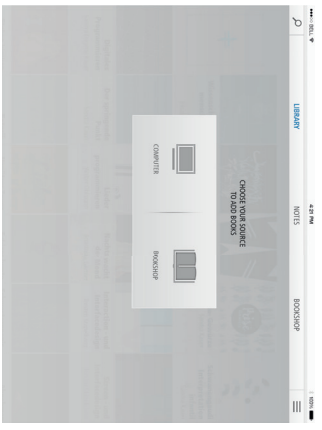 BELL 4:21 PM 100%
LIBRARY NOTES BOOKSHOP
CHOOSE YOUR SOURCE
TO ADD BOOKS
COMPUTER BOOKSHOP